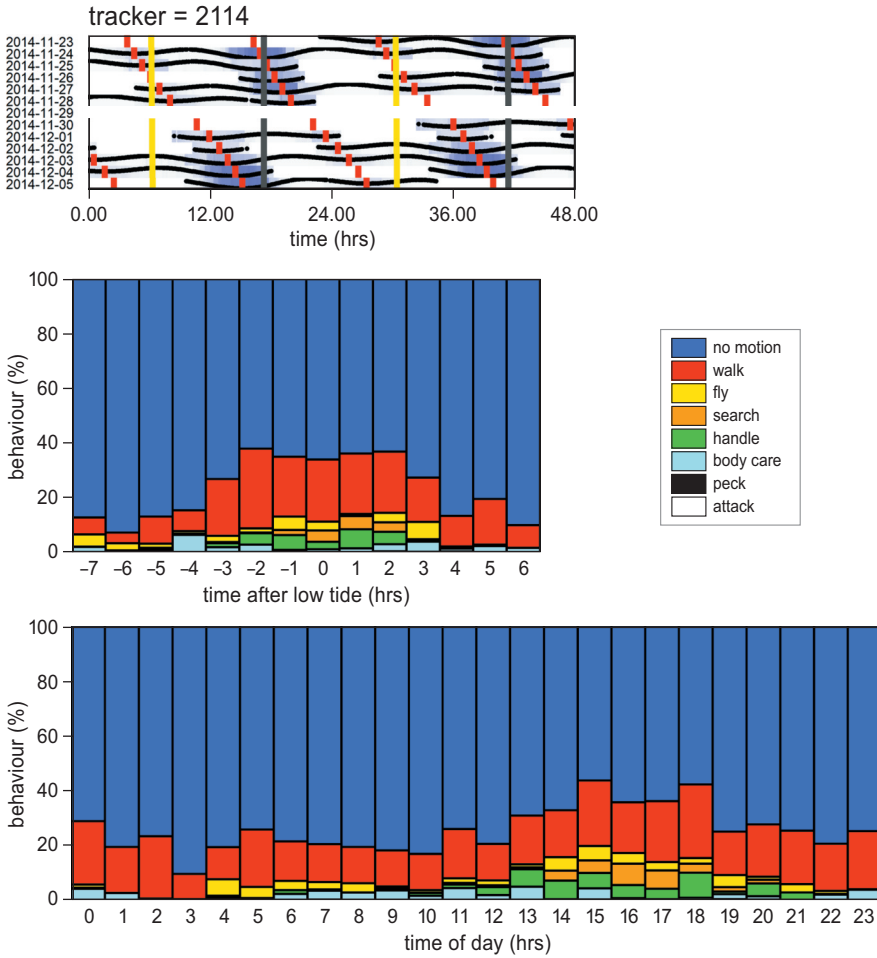 tracker = 2114
2014-11-23
2014-11-24
2014-11-25
2014-11-26
2014-11-27
2014-11-28
2014-11-29
2014-11-30
2014-12-01
2014-12-02
2014-12-03
2014-12-04
2014-12-05
0.00 12.00 24.00 36.00 48.00
time (hrs)
100
80
60
40
20
0
behaviour (%)
–7 –6 –5 –4 –3 –2 –1 0 1 2 3 4 5 6
time after low tide (hrs)
no motion
walk
fly
search
handle
body care
peck
attack
100
80
60
40
20
0
behaviour (%)
0 1 2 3 4 5 6 7 8 9 10 11 12 13 14 15 16 17 18 19 20 21 22 23
time of day (hrs)